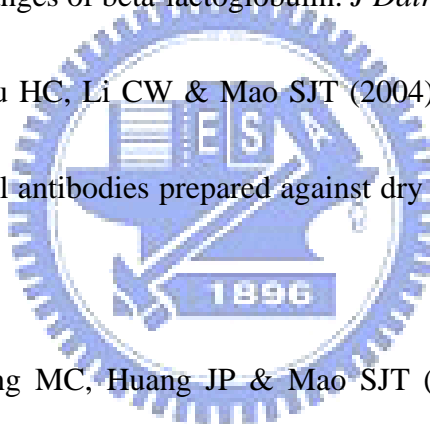 nges of beta-lactoglobulin. J Dair
u HC, Li CW & Mao SJT (2004)
E S A
l antibodies prepared against dry
1896
ng MC, Huang JP & Mao SJT (